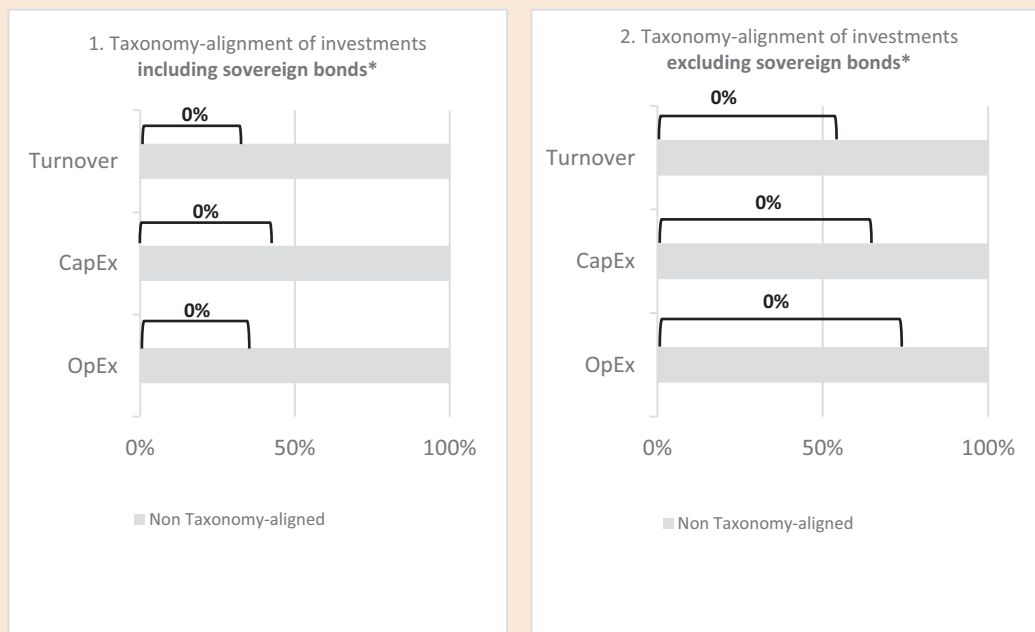 1. Taxonomy-alignment of investments
including sovereign bonds*
0%
Turnover
0%
CapEx
0%
OpEx
0% 50% 100%
Non Taxonomy-aligned
2. Taxonomy-alignment of investments
excluding sovereign bonds*
0%
Turnover
0%
CapEx
0%
OpEx
0% 50% 100%
Non Taxonomy-aligned